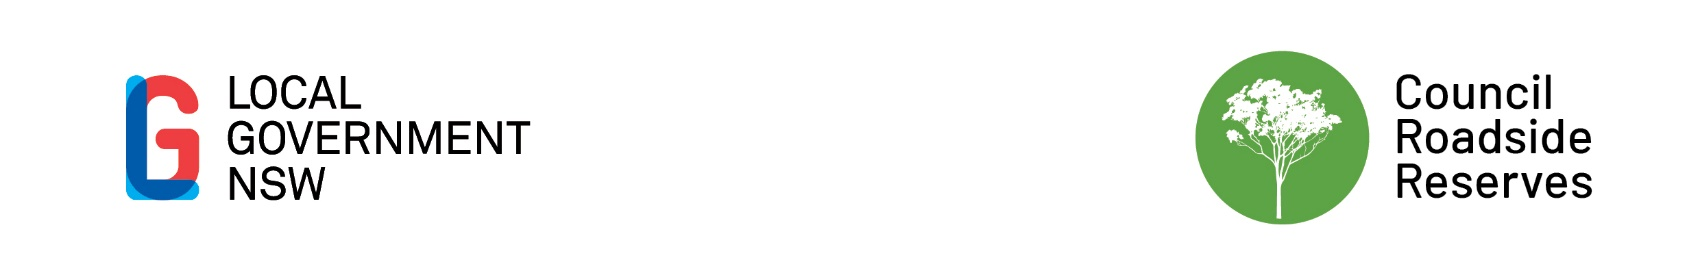 LOCAL
GOVERNMENT
NSW
Council
Roadside
Reserves